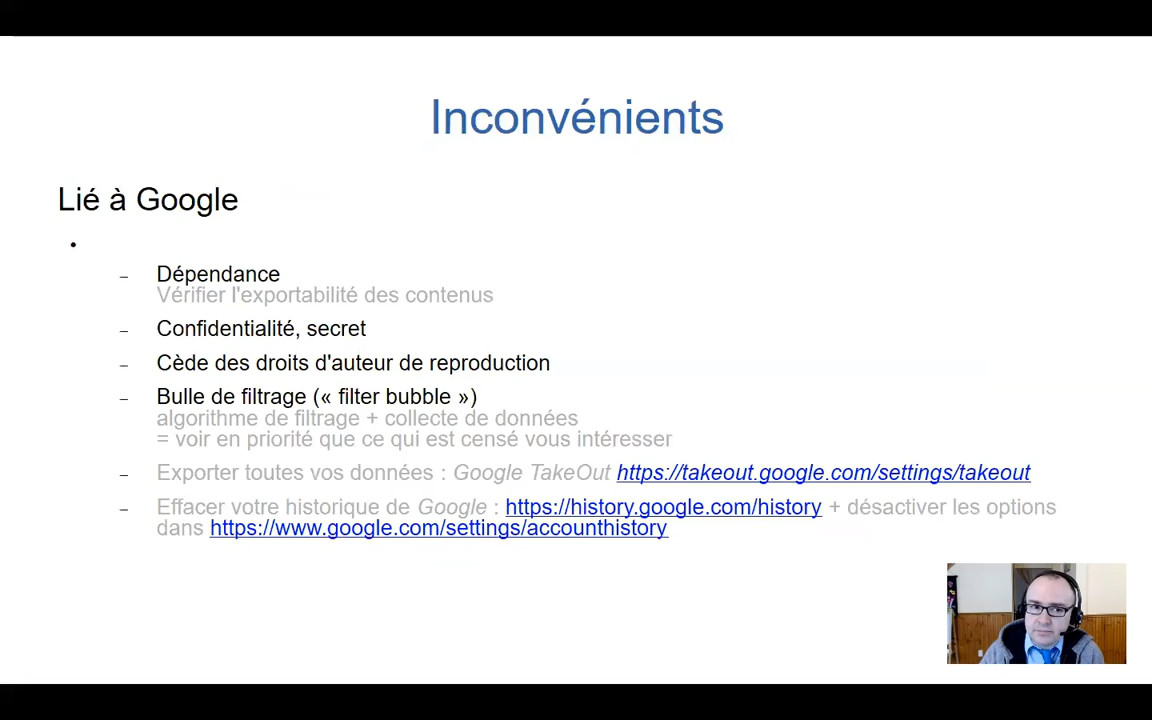 Inconvénients
Lié à Google
•
– Dépendance
Vérifier l'exportabilité des contenus
– Confidentialité, secret
– Cède des droits d'auteur de reproduction
– Bulle de filtrage (« filter bubble »)
algorithme de filtrage + collecte de données
= voir en priorité que ce qui est censé vous intéresser
– Exporter toutes vos données : Google TakeOut https://takeout.google.com/settings/takeout
– Effacer votre historique de Google : https://history.google.com/history + désactiver les options
dans https://www.google.com/settings/accounthistory